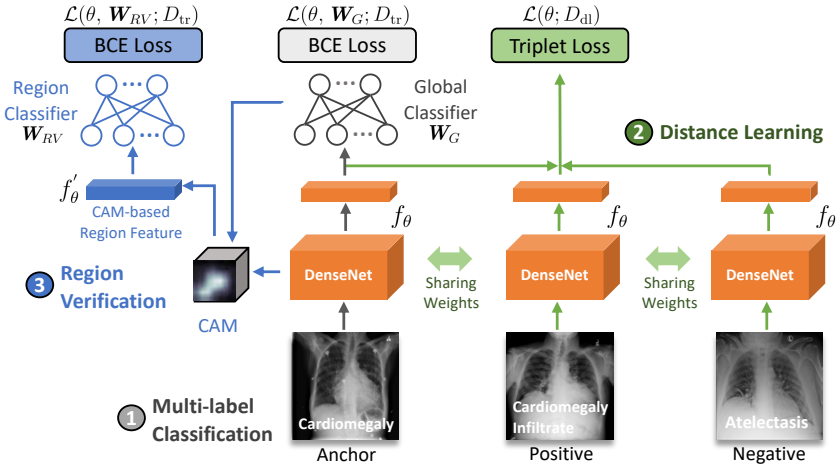 𝓛(θ, W_RV; D_tr)
𝓛(θ, W_G; D_tr)
𝓛(θ; D_dl)
BCE Loss
BCE Loss
Triplet Loss
Region
Classifier
W_RV
Global
Classifier
W_G
2 Distance Learning
f′_θ
CAM-based
Region Feature
f_θ
f_θ
f_θ
3 Region
Verification
CAM
DenseNet
Sharing
Weights
DenseNet
Sharing
Weights
DenseNet
1 Multi-label
Classification
Cardiomegaly
Cardiomegaly
Infiltrate
Atelectasis
Anchor
Positive
Negative